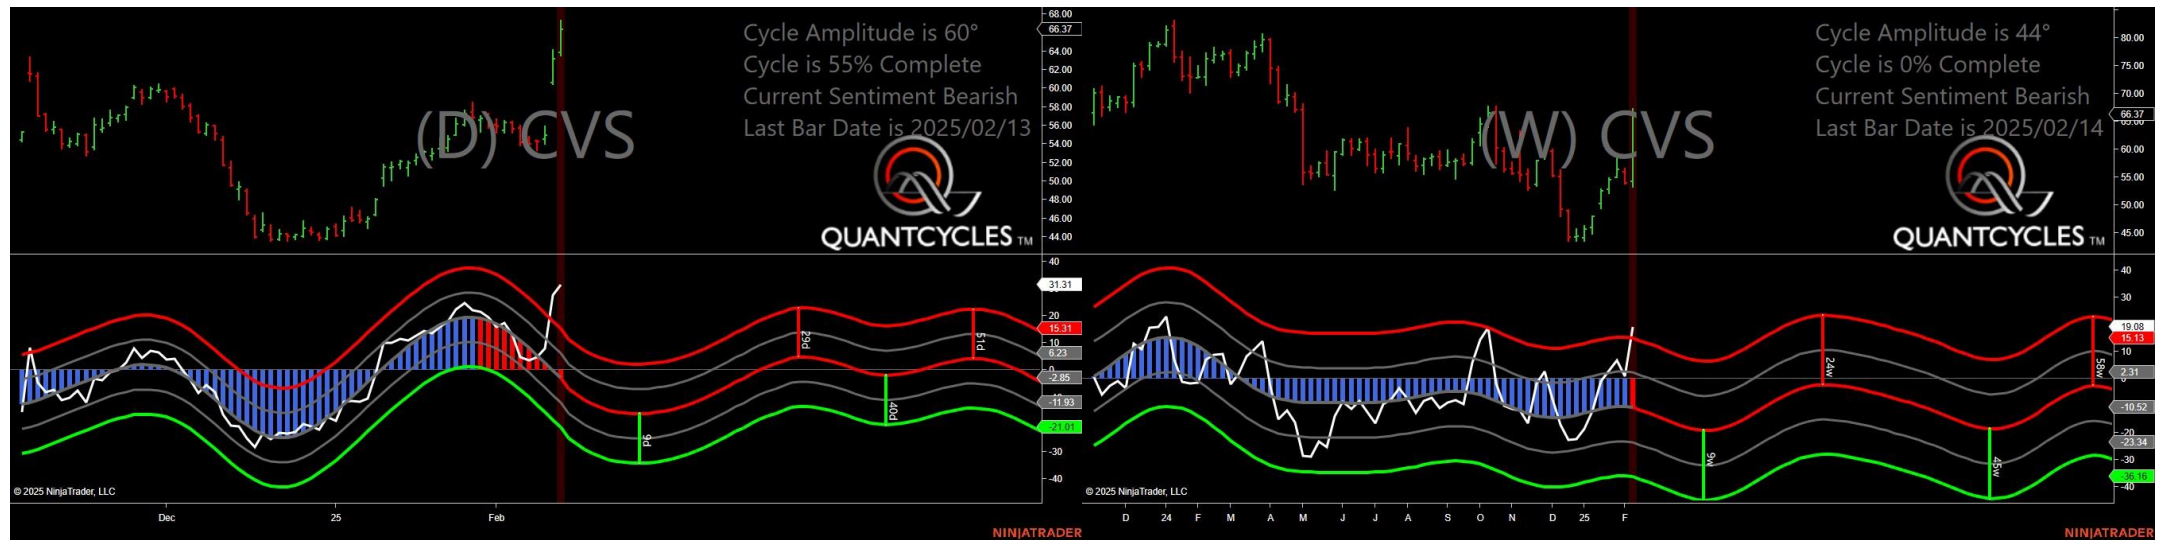 Cycle Amplitude is 60°
Cycle is 55% Complete
Current Sentiment Bearish
Last Bar Date is 2025/02/13
(D) CVS
QUANTCYCLES TM
68.00
66.37
64.00
62.00
60.00
58.00
56.00
54.00
52.00
50.00
48.00
46.00
44.00
40
31.31
20
15.31
10
6.23
0
-2.85
-11.93
-21.01
-30
-40
9d
29d
40d
51d
© 2025 NinjaTrader, LLC
Dec
25
Feb
NINJATRADER
Cycle Amplitude is 44°
Cycle is 0% Complete
Current Sentiment Bearish
Last Bar Date is 2025/02/14
(W) CVS
QUANTCYCLES TM
80.00
75.00
70.00
66.37
60.00
55.00
50.00
45.00
40
30
19.08
15.13
10
2.31
0
-10.52
-20
-23.34
-30
-36.16
-40
9w
24w
45w
58w
© 2025 NinjaTrader, LLC
D 24 F M A M J J A S O N D 25 F
NINJATRADER